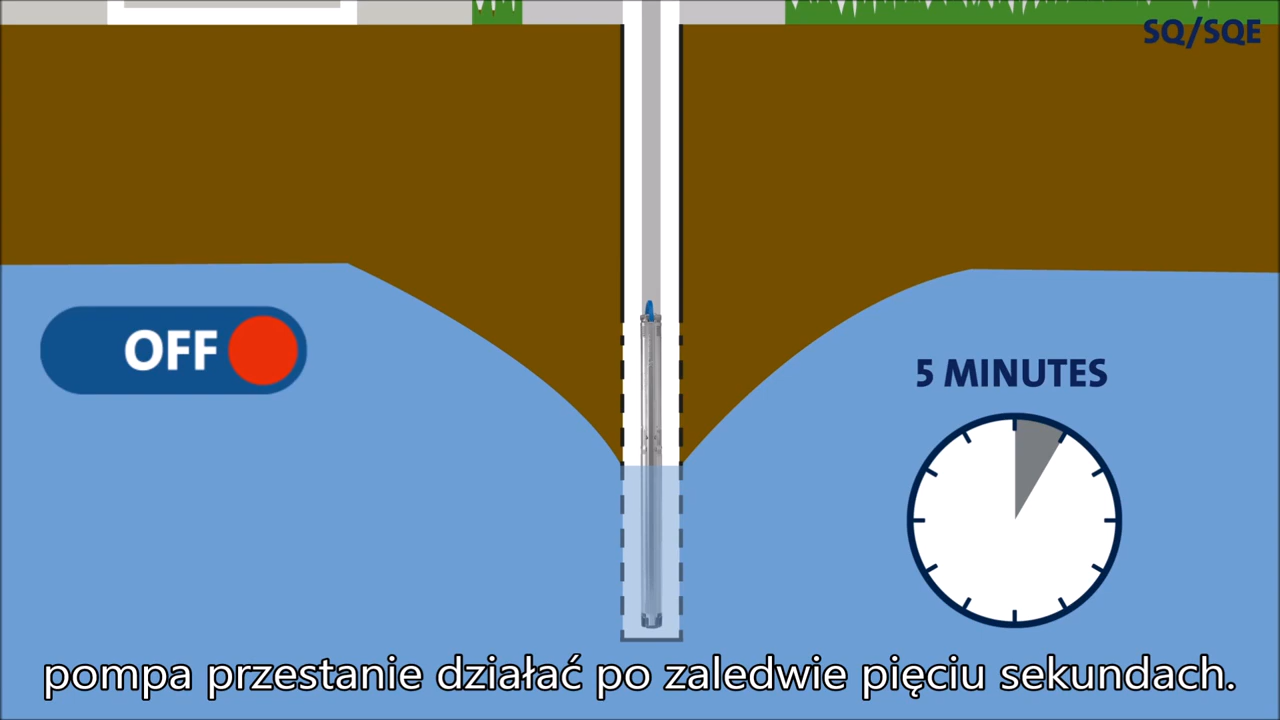 SQ/SQE
OFF
5 MINUTES
pompa przestanie działać po zaledwie pięciu sekundach.